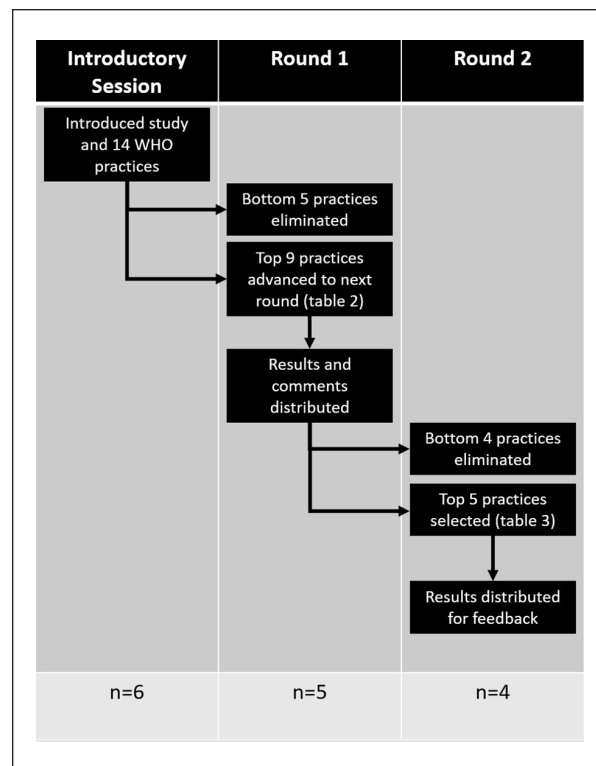 Introductory
Session
Round 1
Round 2
Introduced study
and 14 WHO
practices
Bottom 5 practices
eliminated
Top 9 practices
advanced to next
round (table 2)
Results and
comments
distributed
Bottom 4 practices
eliminated
Top 5 practices
selected (table 3)
Results distributed
for feedback
n=6
n=5
n=4